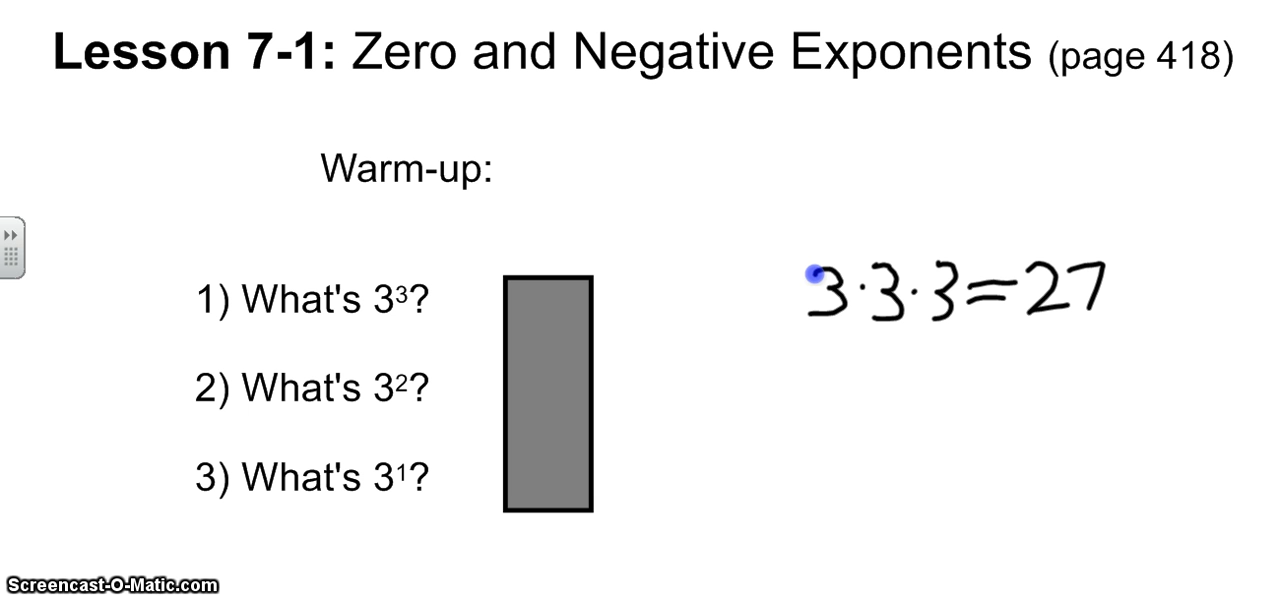 Lesson 7-1: Zero and Negative Exponents (page 418)
Warm-up:
1) What's 3³?
3·3·3=27
2) What's 3²?
3) What's 3¹?
Screencast-O-Matic.com